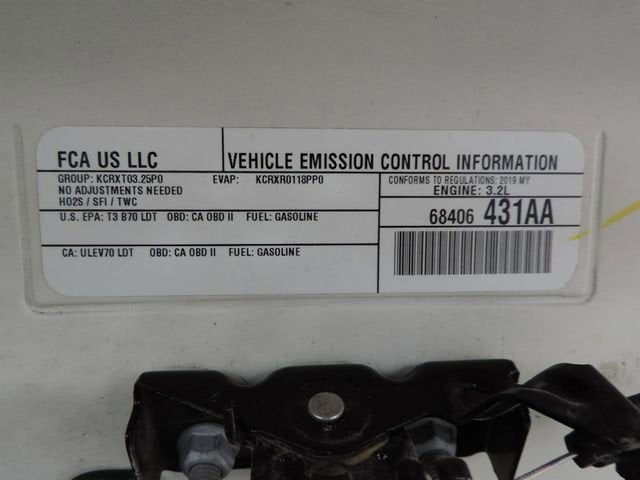 FCA US LLC
VEHICLE EMISSION CONTROL INFORMATION
GROUP: KCRXT03.25P0 EVAP: KCRXR0118PP0
NO ADJUSTMENTS NEEDED
HO2S / SFI / TWC
CONFORMS TO REGULATIONS: 2019 MY
ENGINE: 3.2L
U.S. EPA: T3 B70 LDT OBD: CA OBD II FUEL: GASOLINE
68406 431AA
CA: ULEV70 LDT OBD: CA OBD II FUEL: GASOLINE